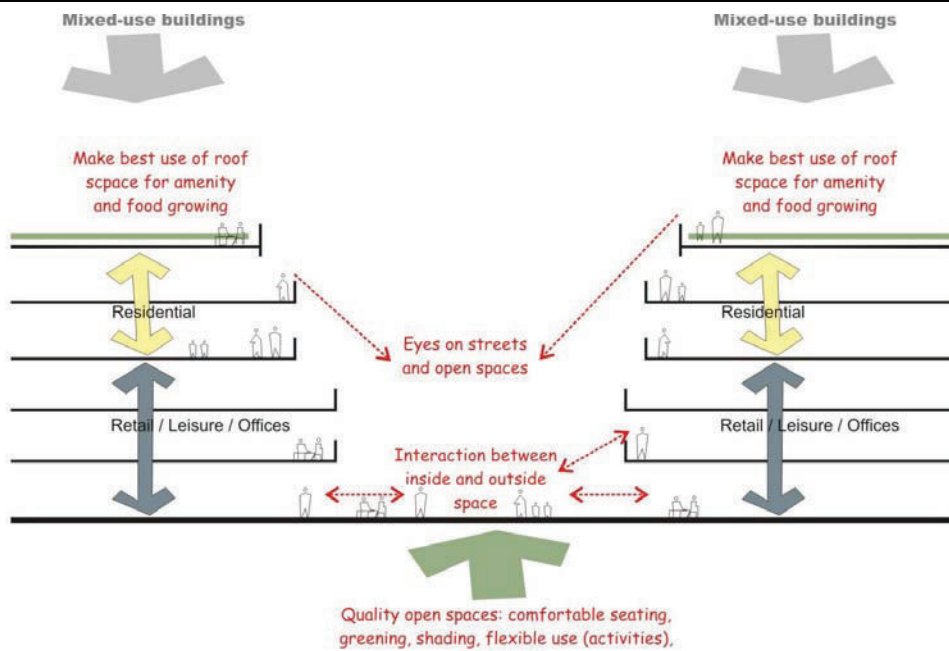 Mixed-use buildings
Mixed-use buildings
Make best use of roof
scpace for amenity
and food growing
Make best use of roof
scpace for amenity
and food growing
Residential
Residential
Eyes on streets
and open spaces
Retail / Leisure / Offices
Retail / Leisure / Offices
Interaction between
inside and outside
space
Quality open spaces: comfortable seating,
greening, shading, flexible use (activities),